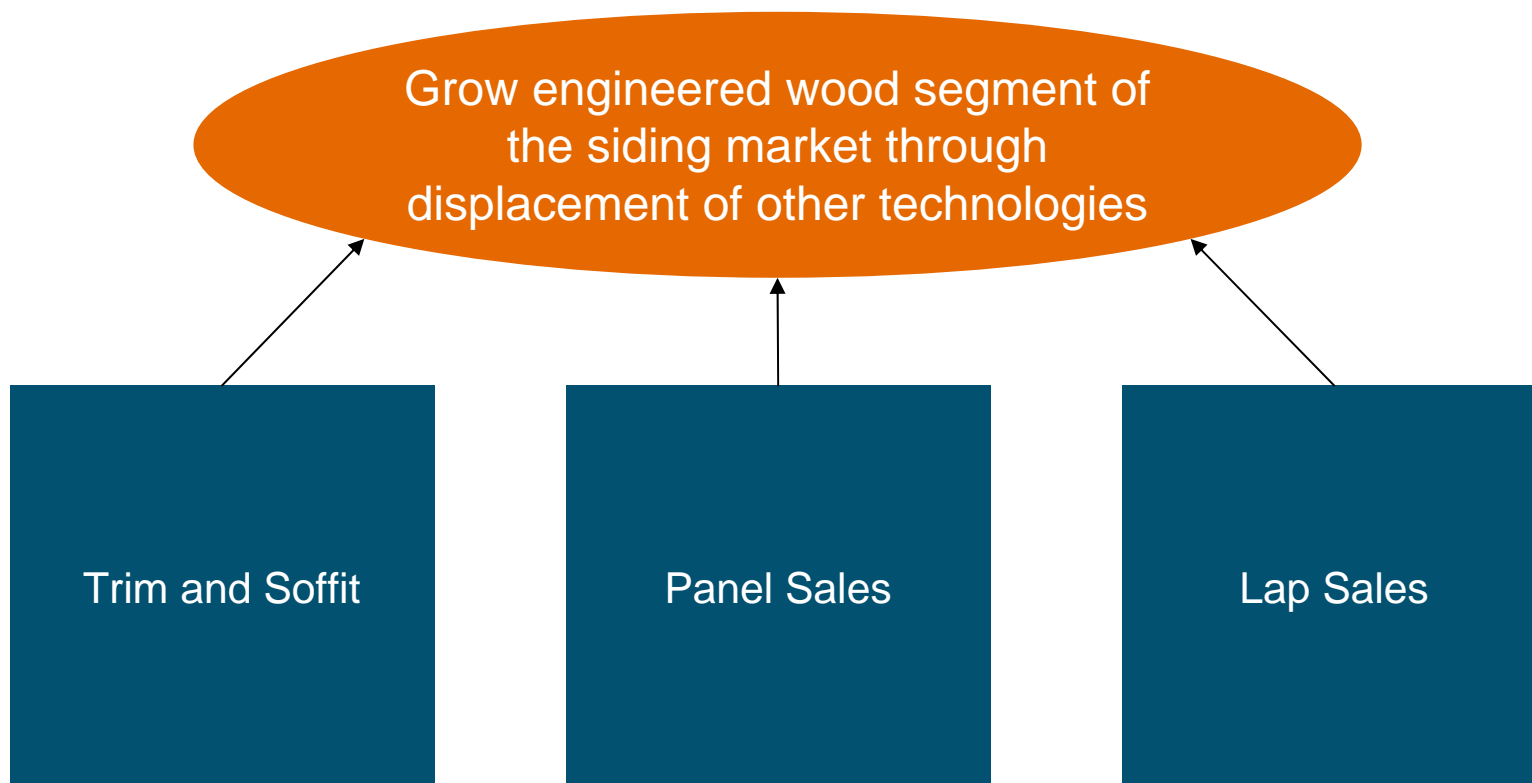 Grow engineered wood segment of
the siding market through
displacement of other technologies
Trim and Soffit
Panel Sales
Lap Sales